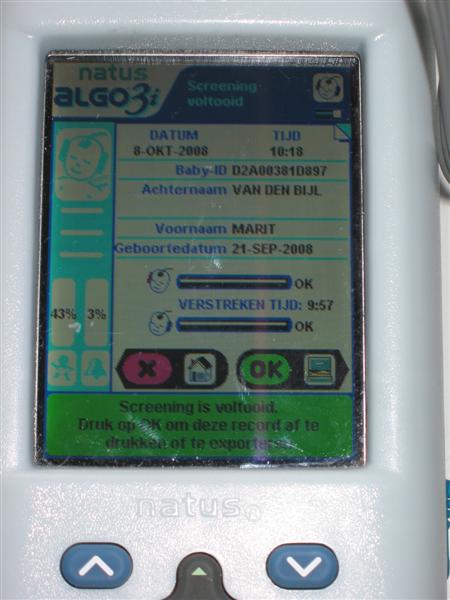 natus
ALGO3i
Screening
voltooid
DATUM TIJD
8-OKT-2008 10:18
Baby-ID D2A00381D897
Achternaam VAN DEN BIJL
Voornaam MARIT
Geboortedatum 21-SEP-2008
OK
VERSTREKEN TIJD: 9:57
OK
43% 3%
X OK
Screening is voltooid.
Druk op OK om deze record af te
drukken of te exporteren.
natus